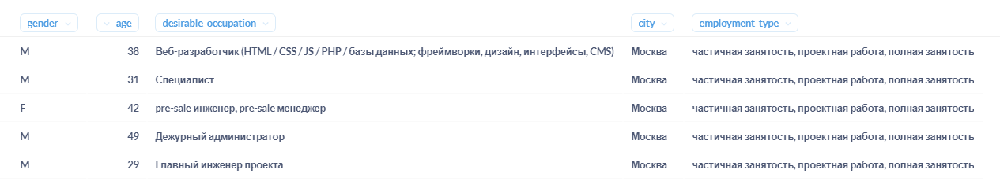 gender age desirable_occupation city employment_type
M 38 Веб-разработчик (HTML / CSS / JS / PHP / базы данных; фреймворки, дизайн, интерфейсы, CMS) Москва частичная занятость, проектная работа, полная занятость
M 31 Специалист Москва частичная занятость, проектная работа, полная занятость
F 42 pre-sale инженер, pre-sale менеджер Москва частичная занятость, проектная работа, полная занятость
M 49 Дежурный администратор Москва частичная занятость, проектная работа, полная занятость
M 29 Главный инженер проекта Москва частичная занятость, проектная работа, полная занятость